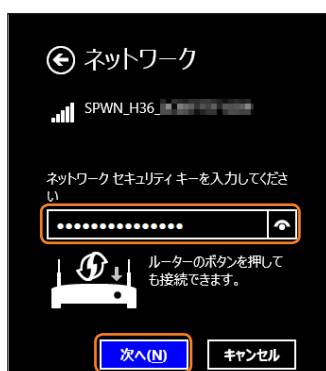 ネットワーク
SPWN_H36_
ネットワーク セキュリティ キーを入力してくださ
い
•••••••••••••••
ルーターのボタンを押して
も接続できます。
次へ(N) キャンセル